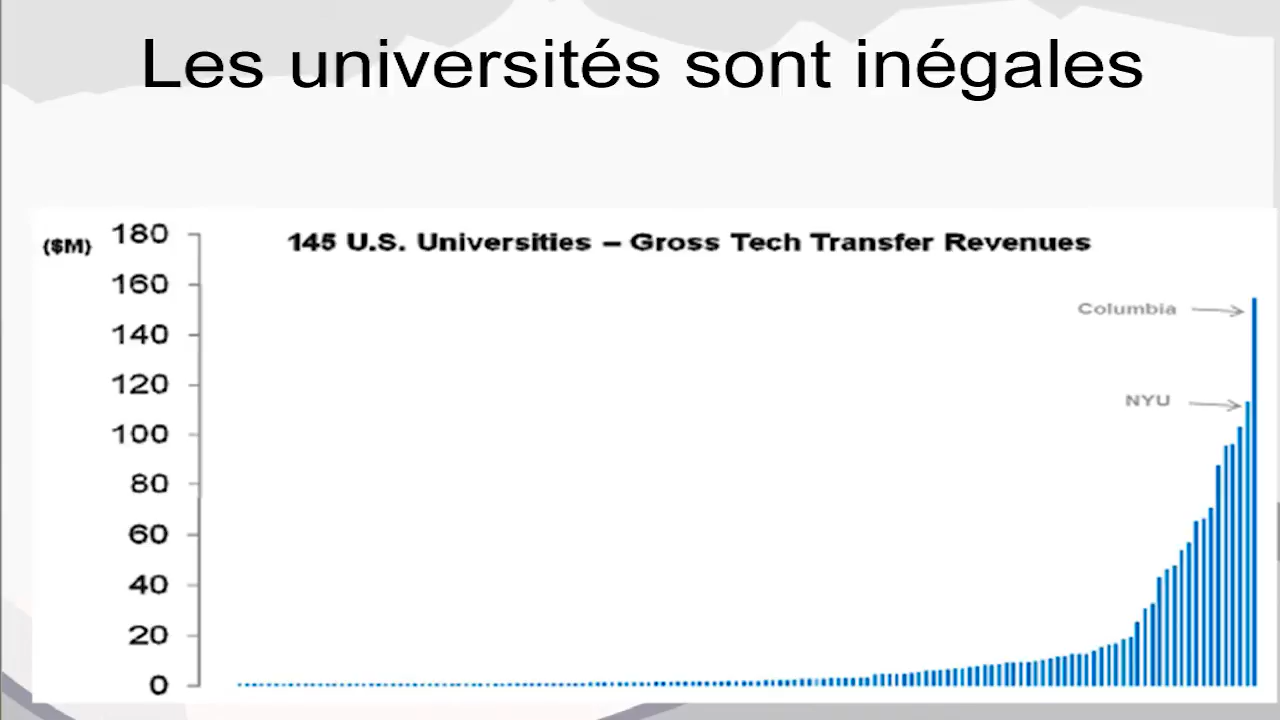 Les universités sont inégales
($M)
145 U.S. Universities – Gross Tech Transfer Revenues
180
160
140
120
100
80
60
40
20
0
Columbia
NYU